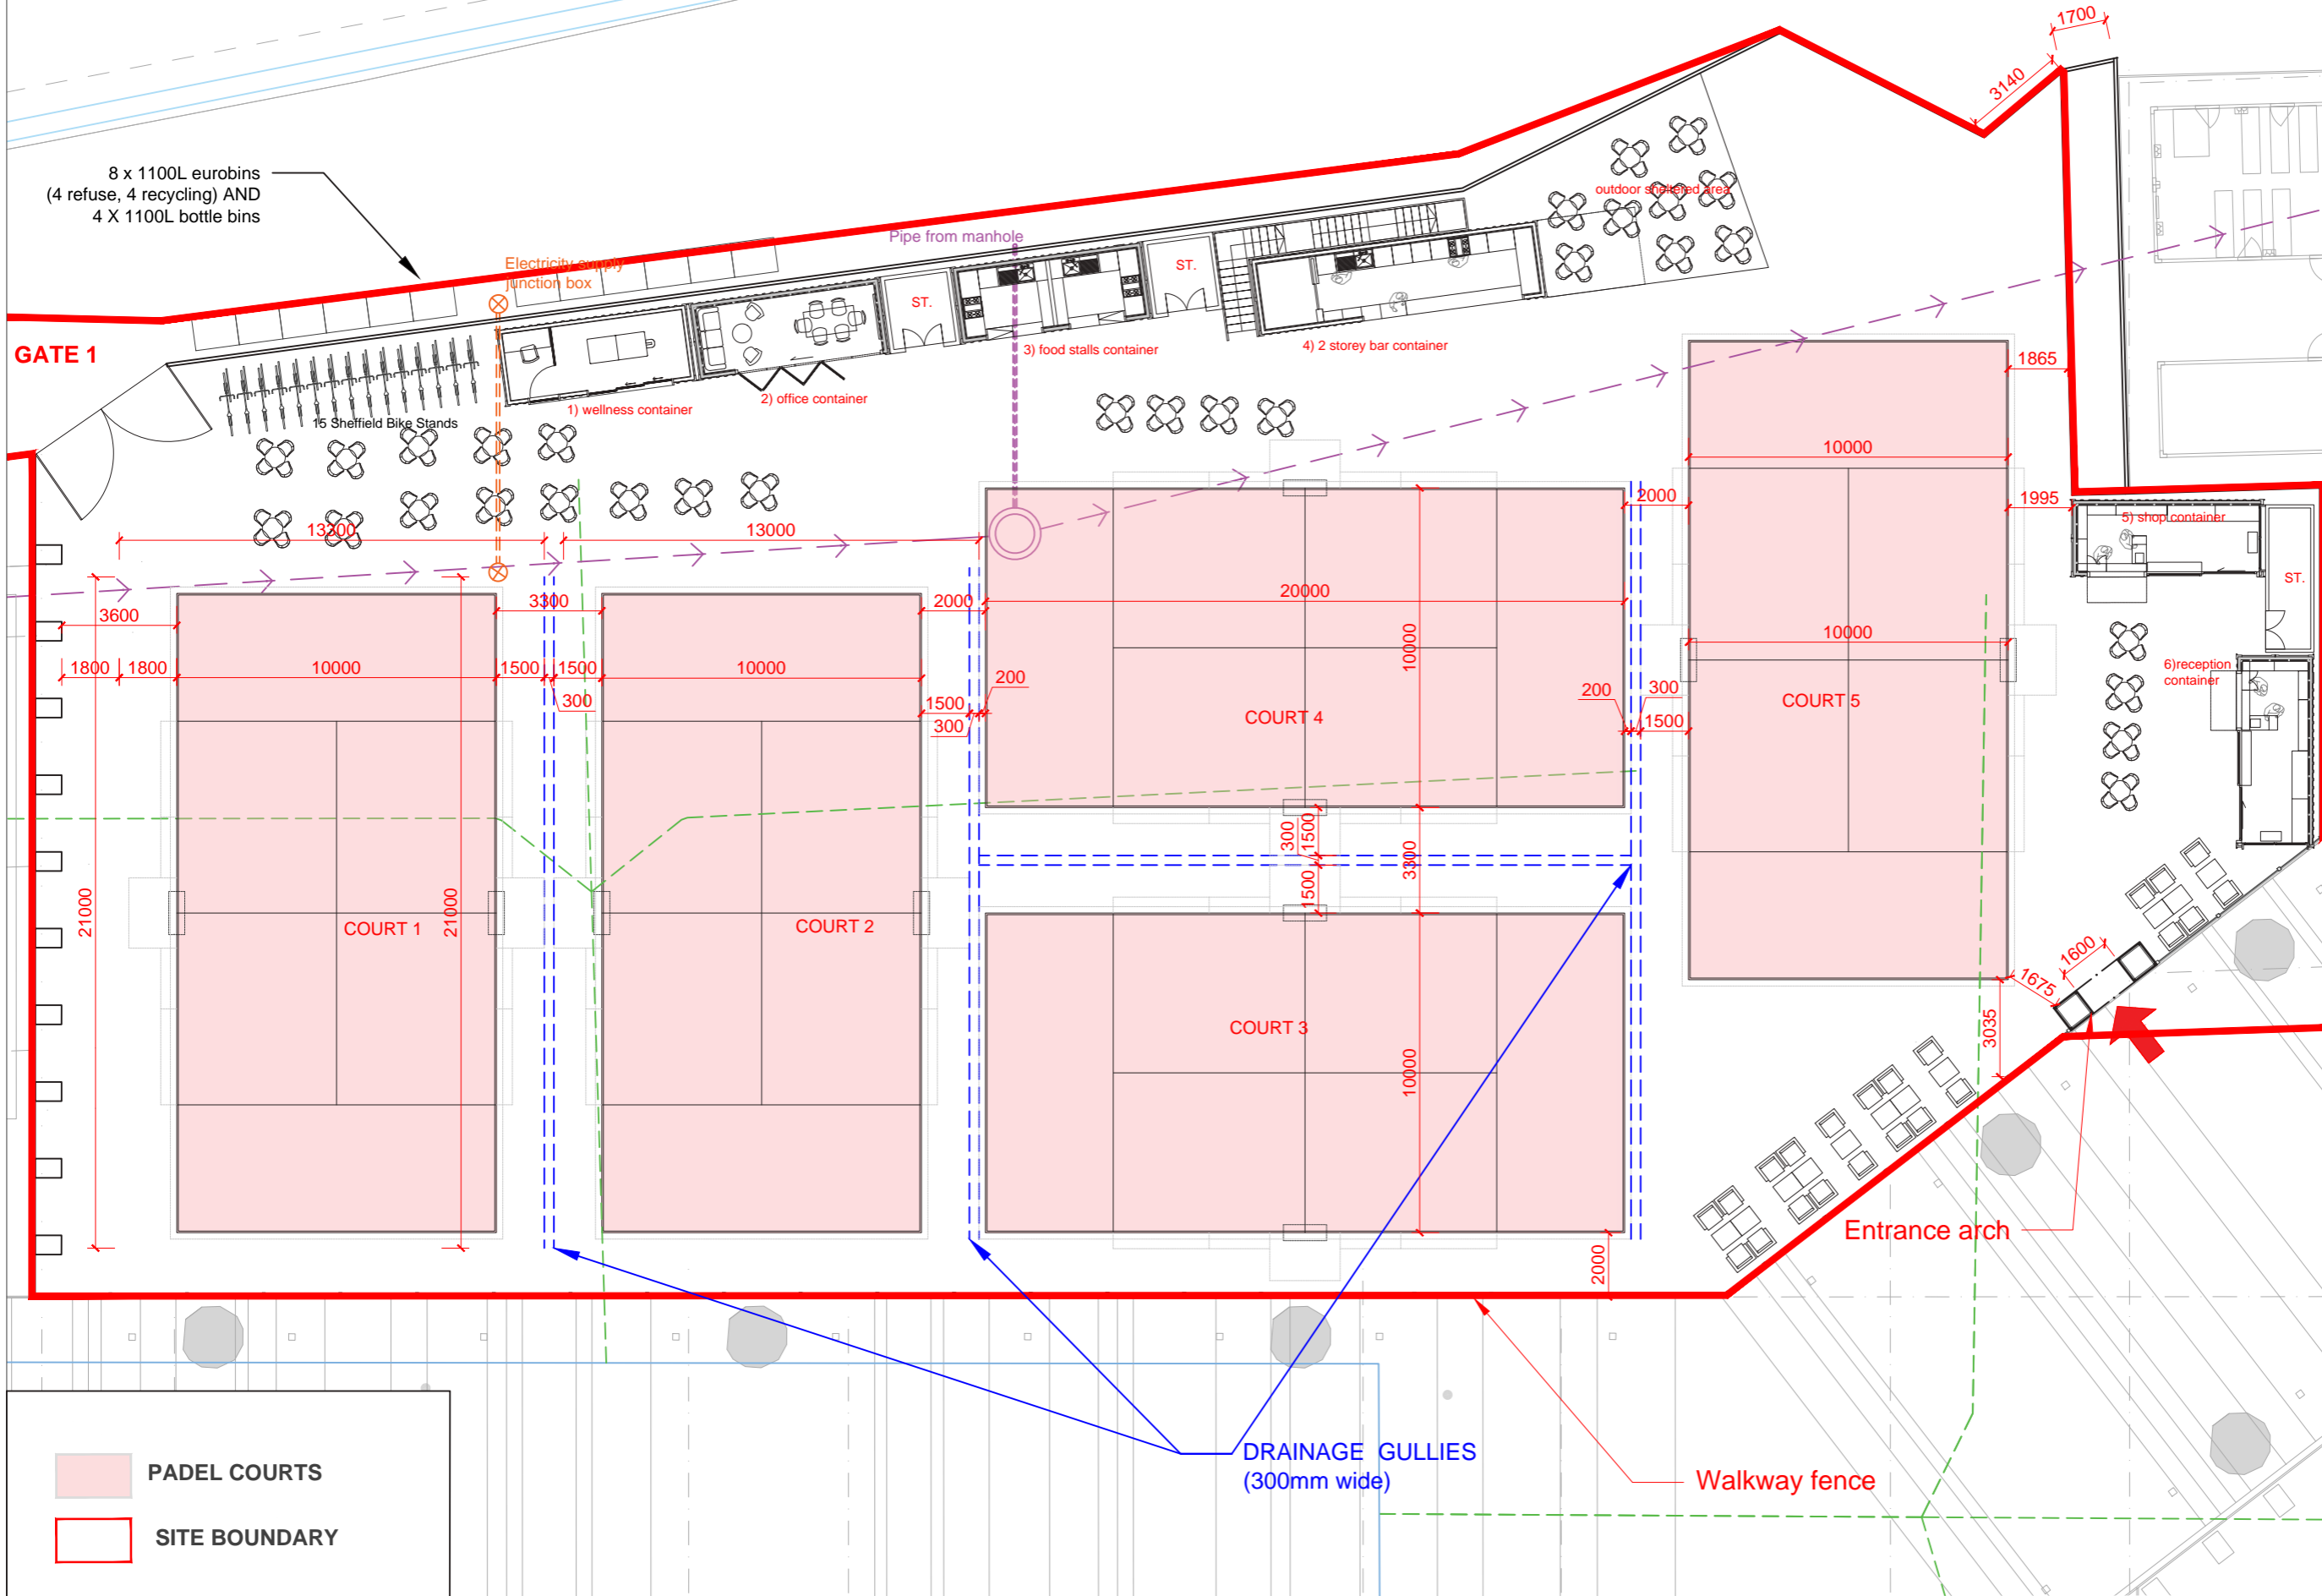 1700
3140
8 x 1100L eurobins
(4 refuse, 4 recycling) AND
4 X 1100L bottle bins
outdoor sheltered area
Pipe from manhole
Electricity supply
junction box
ST.
ST.
GATE 1
3) food stalls container
4) 2 storey bar container
1865
2) office container
1) wellness container
15 Sheffield Bike Stands
10000
2000
1995
5) shop container
13300
13000
ST.
3600
3300
2000
20000
10000
10000
1800
1800
10000
1500
1500
10000
6)reception
container
200
200
300
300
1500
300
1500
COURT 4
COURT 5
300
1500
3300
1500
21000
21000
COURT 1
COURT 2
1600
1675
COURT 3
3035
10000
Entrance arch
2000
DRAINAGE GULLIES
(300mm wide)
Walkway fence
PADEL COURTS
SITE BOUNDARY